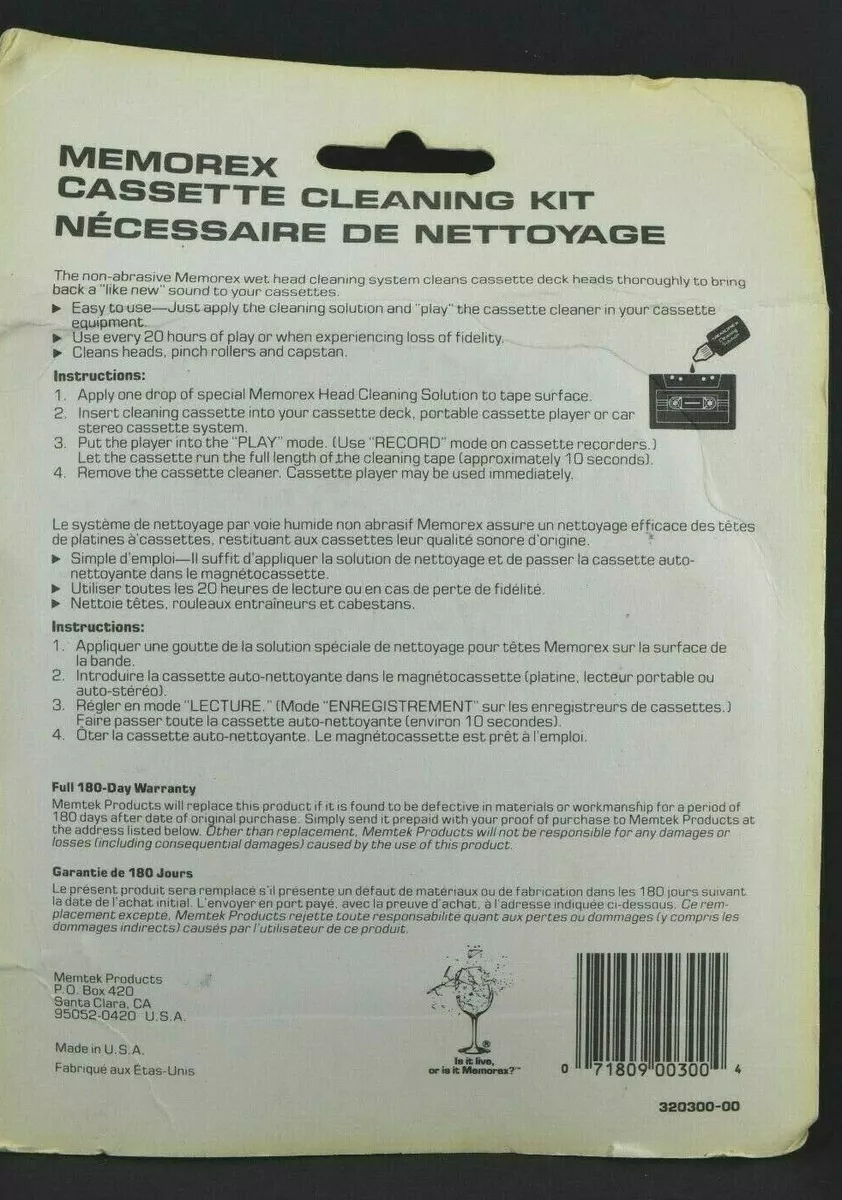 MEMOREX
CASSETTE CLEANING KIT
NÉCESSAIRE DE NETTOYAGE
The non-abrasive Memorex wet head cleaning system cleans cassette deck heads thoroughly to bring
back a "like new" sound to your cassettes.
▶ Easy to use—Just apply the cleaning solution and "play" the cassette cleaner in your cassette
equipment.
▶ Use every 20 hours of play or when experiencing loss of fidelity.
▶ Cleans heads, pinch rollers and capstan.
Instructions:
1. Apply one drop of special Memorex Head Cleaning Solution to tape surface.
2. Insert cleaning cassette into your cassette deck, portable cassette player or car
stereo cassette system.
3. Put the player into the "PLAY" mode. (Use "RECORD" mode on cassette recorders.)
Let the cassette run the full length of the cleaning tape (approximately 10 seconds).
4. Remove the cassette cleaner. Cassette player may be used immediately.
Le système de nettoyage par voie humide non abrasif Memorex assure un nettoyage efficace des têtes
de platines à cassettes, restituant aux cassettes leur qualité sonore d'origine.
▶ Simple d'emploi—Il suffit d'appliquer la solution de nettoyage et de passer la cassette auto-
nettoyante dans le magnétocassette.
▶ Utiliser toutes les 20 heures de lecture ou en cas de perte de fidélité.
▶ Nettoie têtes, rouleaux entraîneurs et cabestans.
Instructions:
1. Appliquer une goutte de la solution spéciale de nettoyage pour têtes Memorex sur la surface de
la bande.
2. Introduire la cassette auto-nettoyante dans le magnétocassette (platine, lecteur portable ou
auto-stéréo).
3. Régler en mode "LECTURE." (Mode "ENREGISTREMENT" sur les enregistreurs de cassettes.)
Faire passer toute la cassette auto-nettoyante (environ 10 secondes).
4. Ôter la cassette auto-nettoyante. Le magnétocassette est prêt à l'emploi.
Full 180-Day Warranty
Memtek Products will replace this product if it is found to be defective in materials or workmanship for a period of
180 days after date of original purchase. Simply send it prepaid with your proof of purchase to Memtek Products at
the address listed below. Other than replacement, Memtek Products will not be responsible for any damages or
losses (including consequential damages) caused by the use of this product.
Garantie de 180 Jours
Le présent produit sera remplacé s'il présente un défaut de matériaux ou de fabrication dans les 180 jours suivant
la date de l'achat initial. L'envoyer en port payé, avec la preuve d'achat, à l'adresse indiquée ci-dessous. Ce rem-
placement excepté, Memtek Products rejette toute responsabilité quant aux pertes ou dommages (y compris les
dommages indirects) causés par l'utilisateur de ce produit.
Memtek Products
P.O. Box 420
Santa Clara, CA
95052-0420 U.S.A.
Made in U.S.A.
Fabriqué aux Étas-Unis
®
Is it live,
or is it Memorex?™
0 71809 00300 4
320300-00